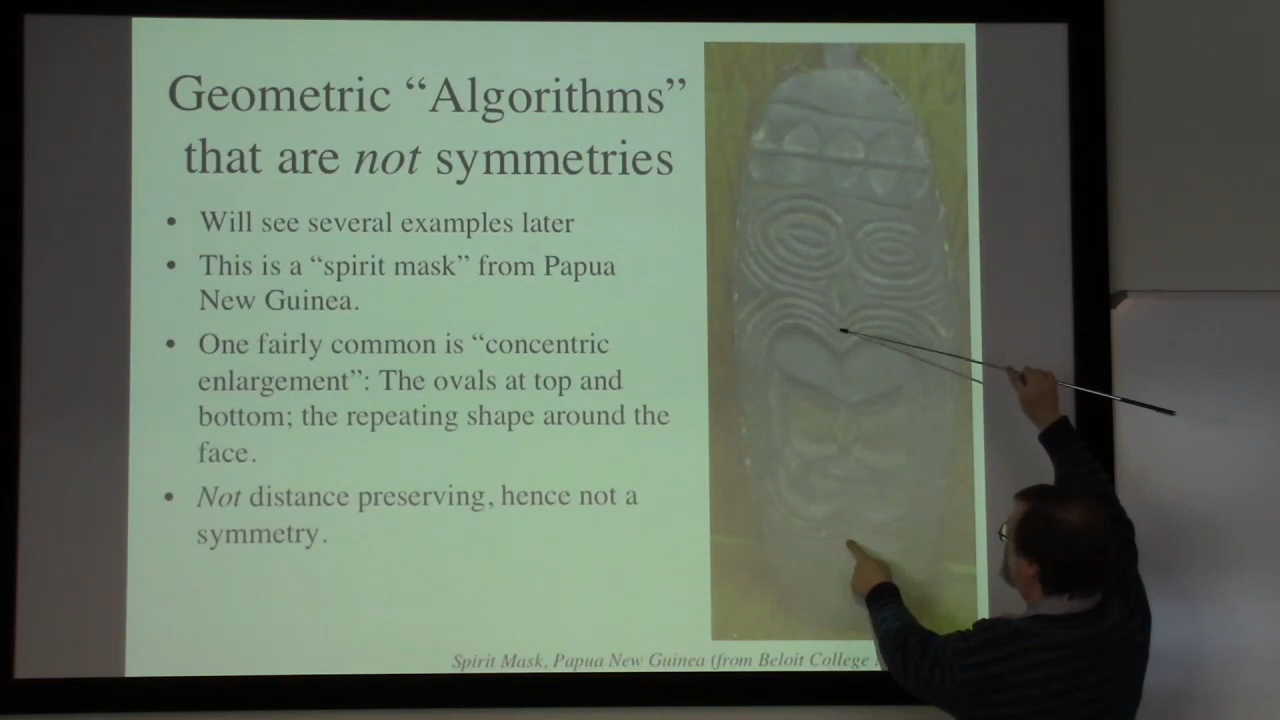 Geometric “Algorithms”
that are not symmetries
• Will see several examples later
• This is a “spirit mask” from Papua
New Guinea.
• One fairly common is “concentric
enlargement”: The ovals at top and
bottom; the repeating shape around the
face.
• Not distance preserving, hence not a
symmetry.
Spirit Mask, Papua New Guinea (from Beloit College